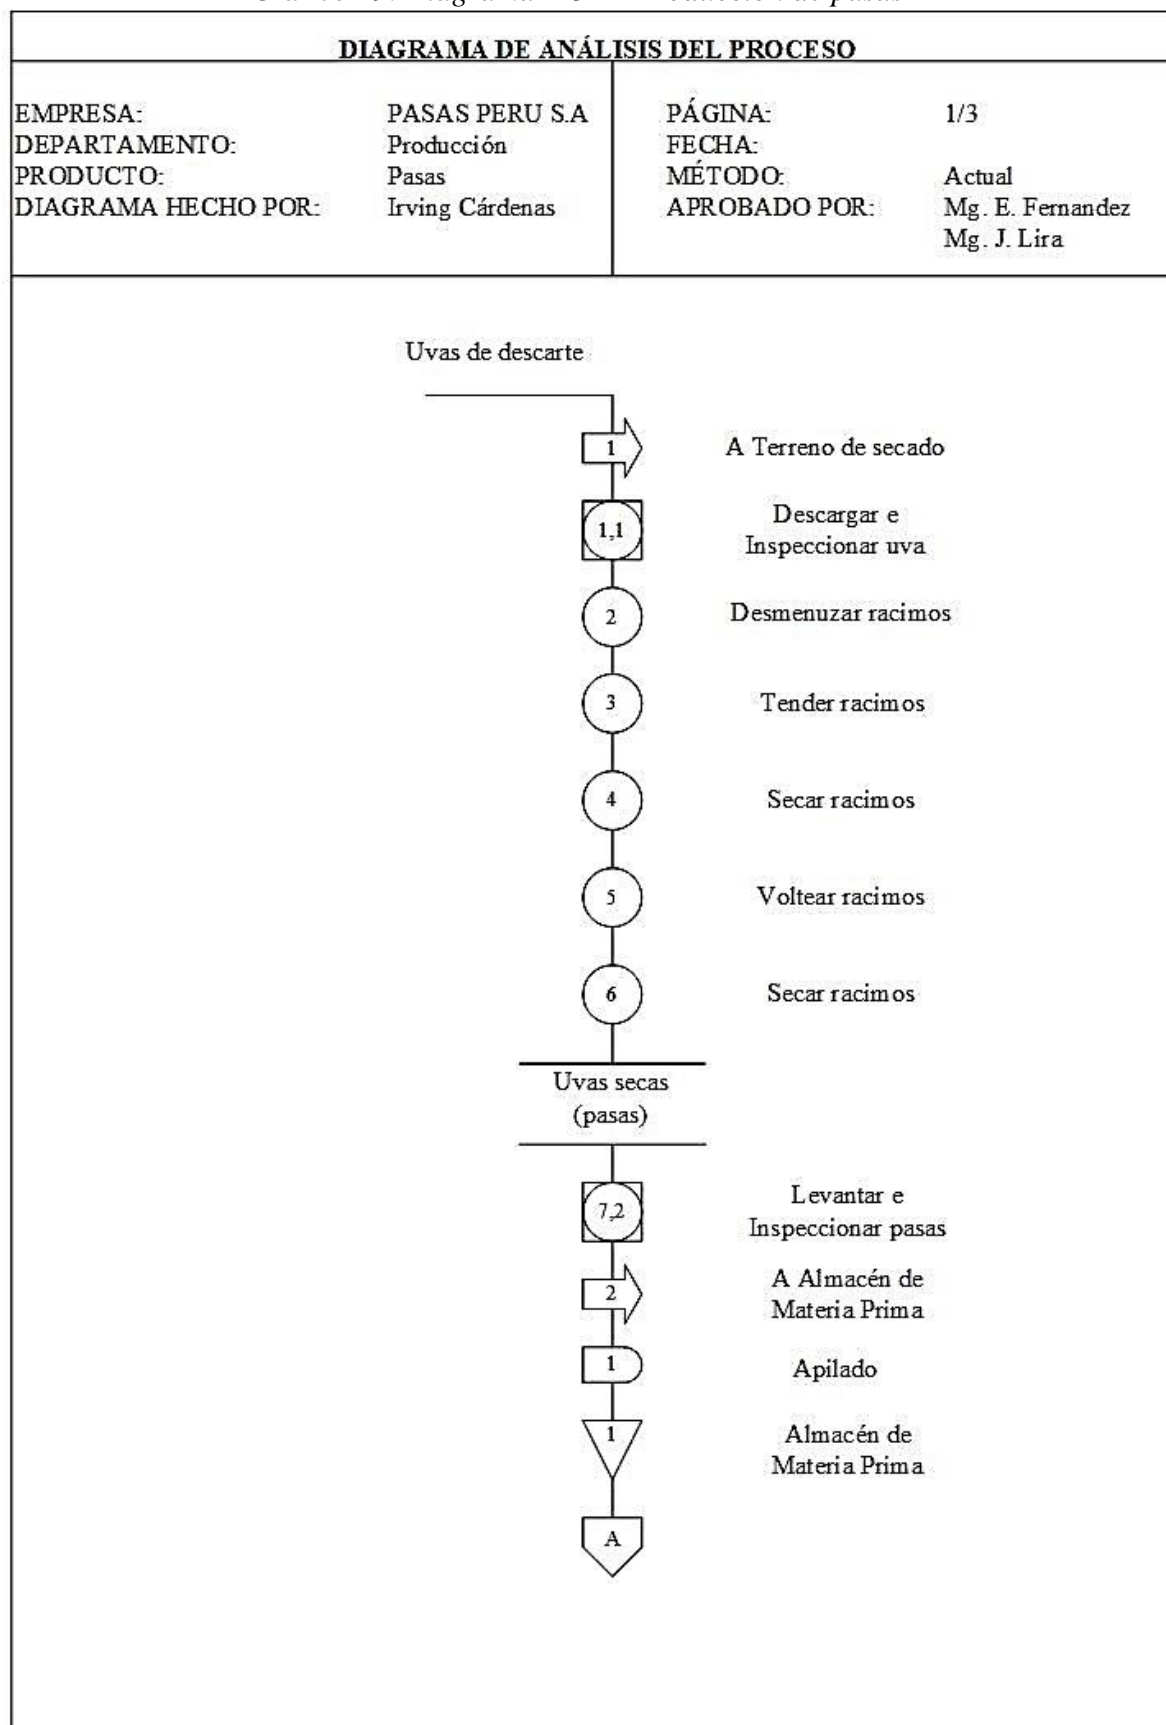 DIAGRAMA DE ANÁLISIS DEL PROCESO
EMPRESA: PASAS PERU S.A
DEPARTAMENTO: Producción
PRODUCTO: Pasas
DIAGRAMA HECHO POR: Irving Cárdenas
PÁGINA: 1/3
FECHA:
MÉTODO: Actual
APROBADO POR: Mg. E. Fernandez
Mg. J. Lira
Uvas de descarte
1 A Terreno de secado
1,1 Descargar e
Inspeccionar uva
2 Desmenuzar racimos
3 Tender racimos
4 Secar racimos
5 Voltear racimos
6 Secar racimos
Uvas secas
(pasas)
7,2 Levantar e
Inspeccionar pasas
2 A Almacén de
Materia Prima
1 Apilado
1 Almacén de
Materia Prima
A